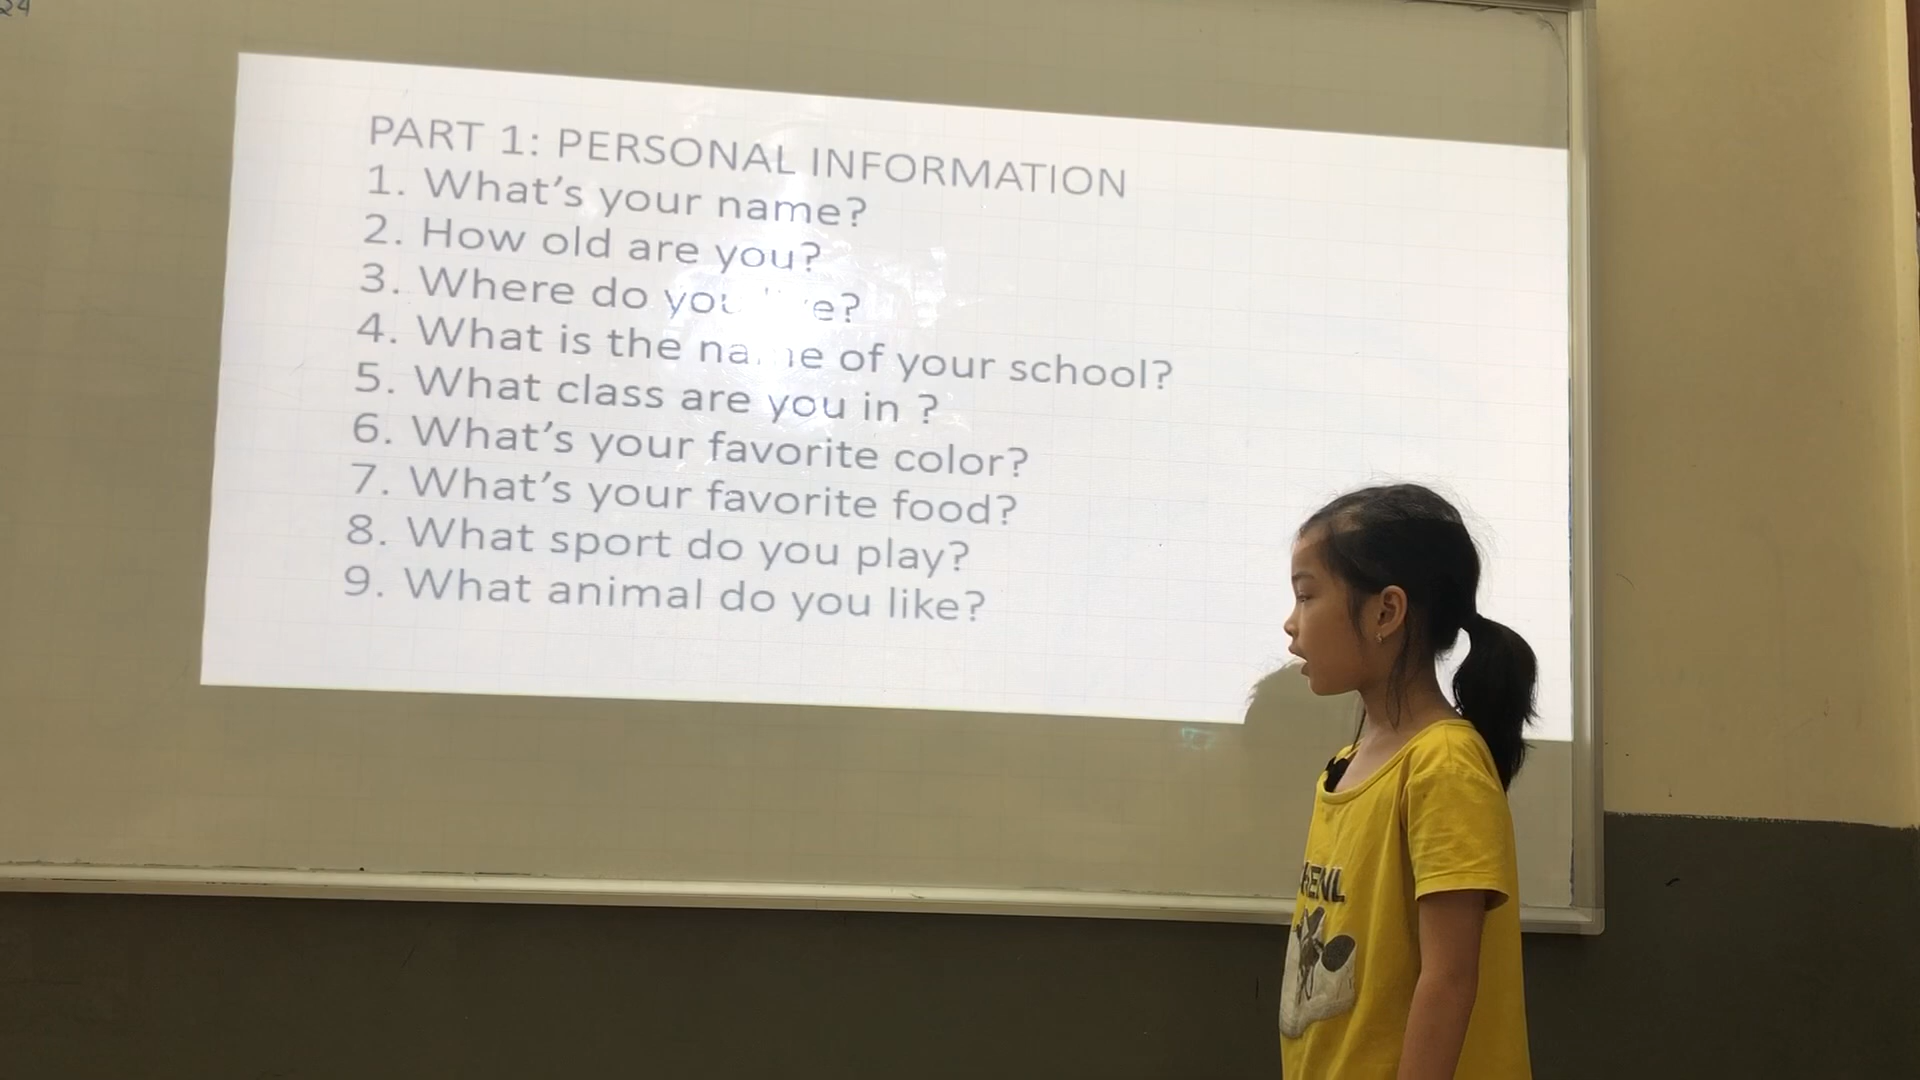 24
PART 1: PERSONAL INFORMATION
1. What's your name?
2. How old are you?
3. Where do you
4. What is the name of your school?
5. What class are you in ?
6. What's your favorite color?
7. What's your favorite food?
8. What sport do you play?
9. What animal do you like?